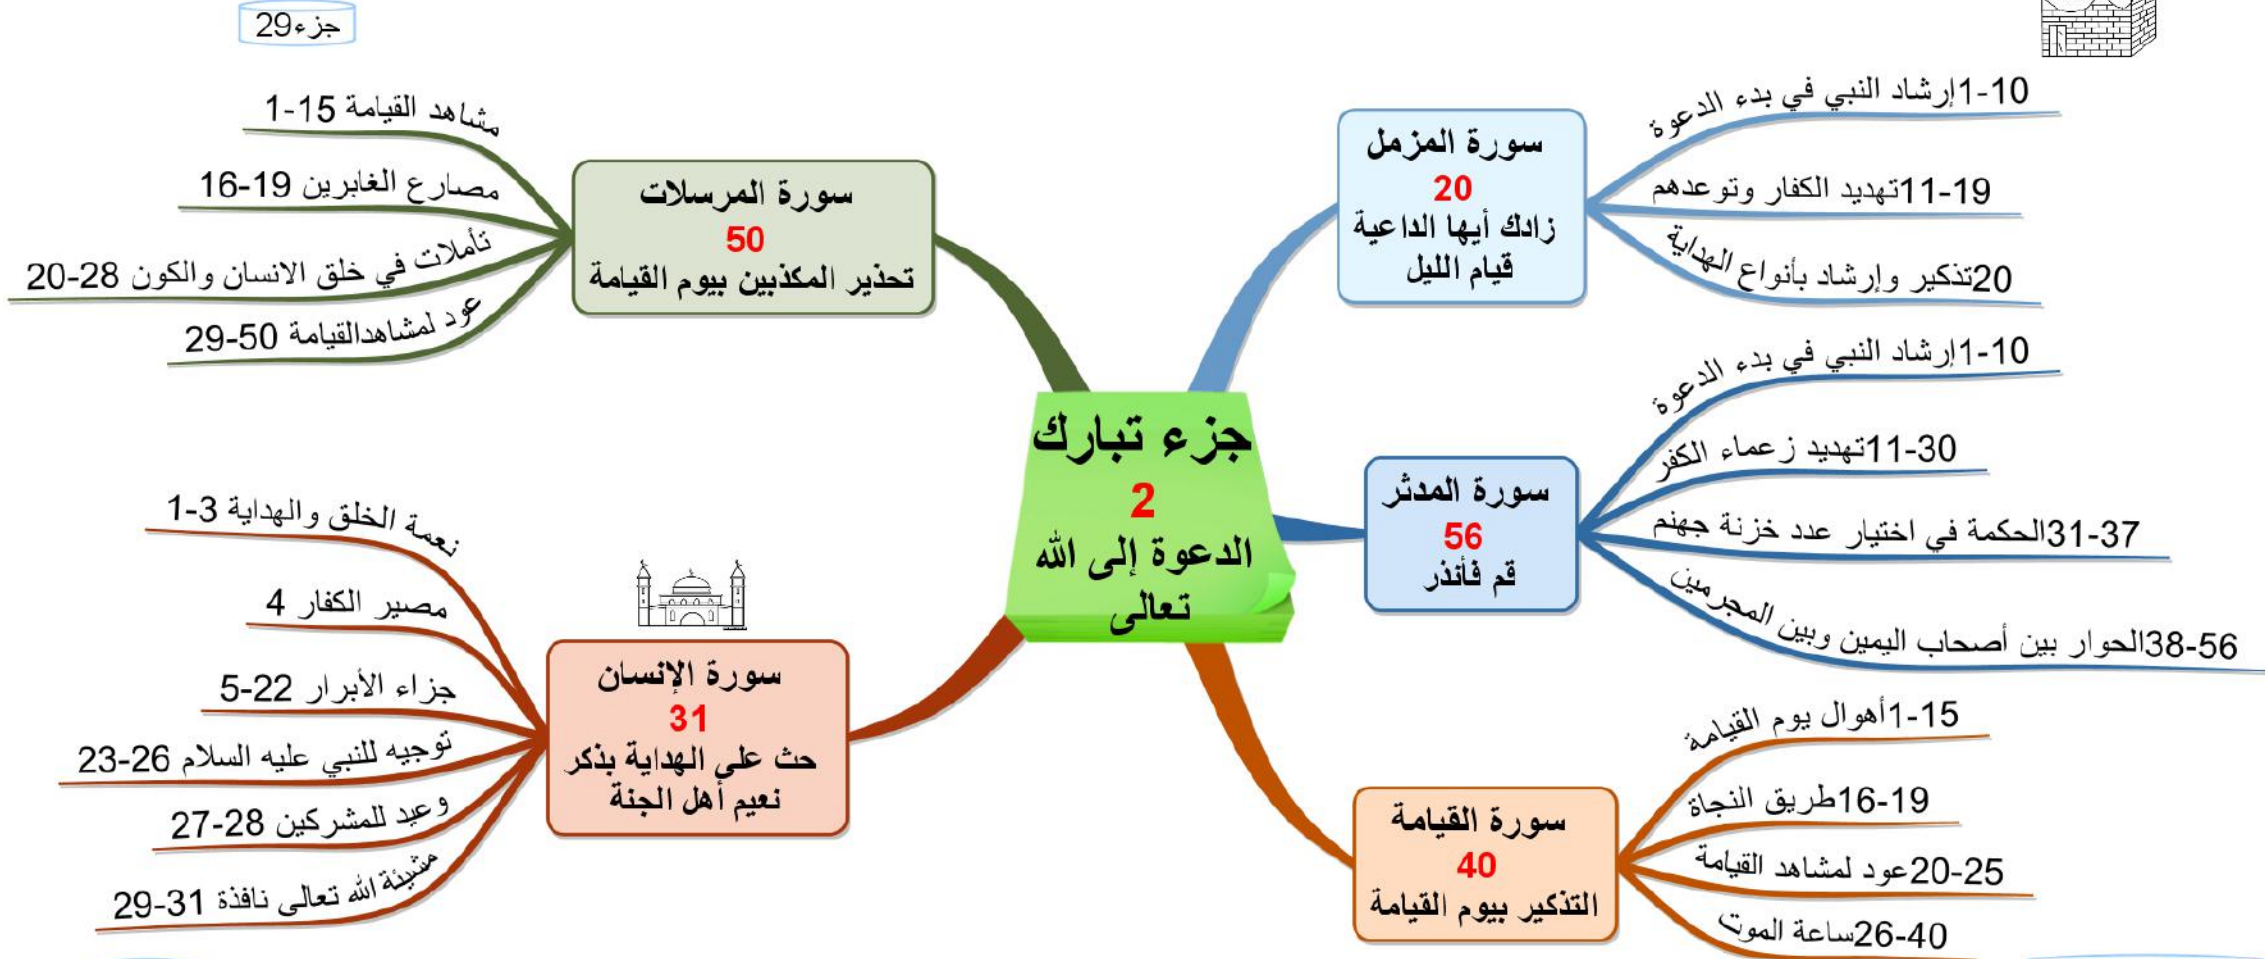 جزء29
جزء تبارك
2
الدعوة إلى الله
تعالى
سورة المزمل
20
زادك أيها الداعية
قيام الليل
1-10إرشاد النبي في بدء الدعوة
11-19تهديد الكفار وتوعدهم
20تذكير وإرشاد بأنواع الهداية
سورة المدثر
56
قم فأنذر
1-10إرشاد النبي في بدء الدعوة
11-30تهديد زعماء الكفر
31-37الحكمة في اختيار عدد خزنة جهنم
38-56الحوار بين أصحاب اليمين وبين المجرمين
سورة القيامة
40
التذكير بيوم القيامة
1-15أهوال يوم القيامة
16-19طريق النجاة
20-25عود لمشاهد القيامة
26-40ساعة الموت
سورة الإنسان
31
حث على الهداية بذكر
نعيم أهل الجنة
نعمة الخلق والهداية 1-3
مصير الكفار 4
جزاء الأبرار 5-22
توجيه للنبي عليه السلام 23-26
وعيد للمشركين 27-28
مشيئة الله تعالى نافذة 29-31
سورة المرسلات
50
تحذير المكذبين بيوم القيامة
مشاهد القيامة 1-15
مصارع الغابرين 16-19
تأملات في خلق الانسان والكون 20-28
عود لمشاهدالقيامة 29-50